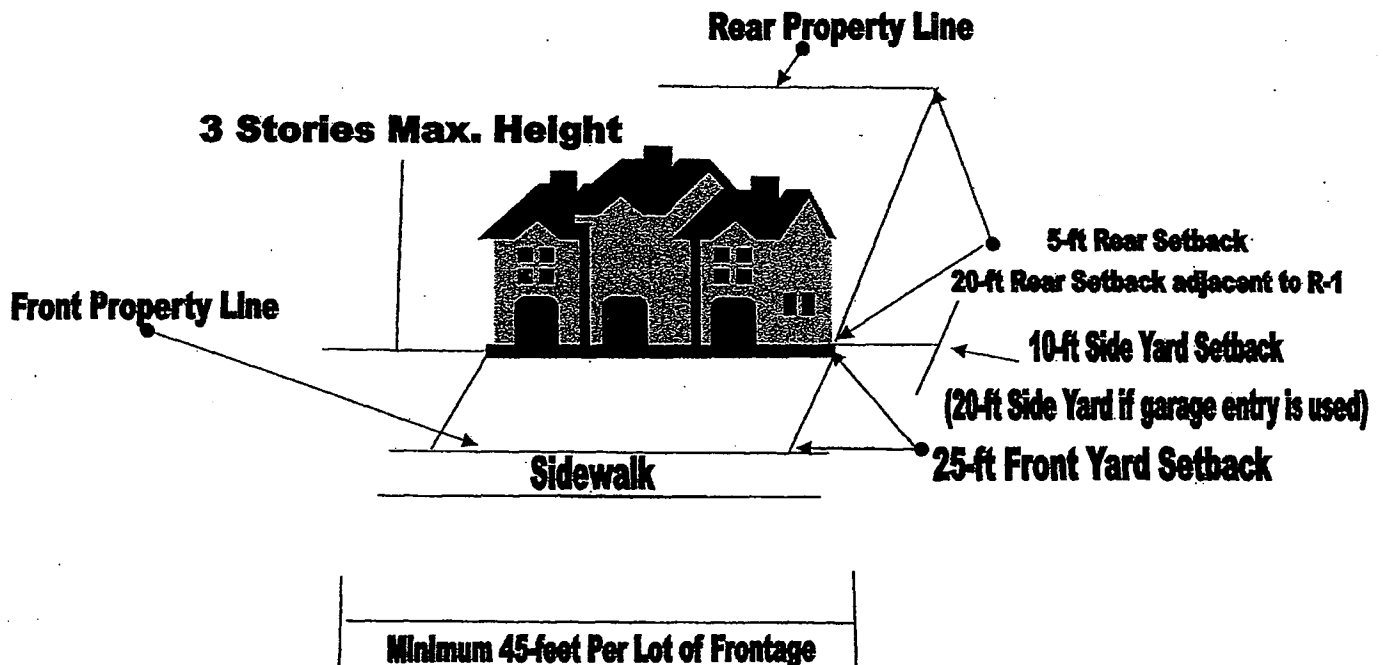 Rear Property Line
3 Stories Max. Height
5-ft Rear Setback
20-ft Rear Setback adjacent to R-1
Front Property Line
10-ft Side Yard Setback
(20-ft Side Yard if garage entry is used)
25-ft Front Yard Setback
Sidewalk
Minimum 45-feet Per Lot of Frontage